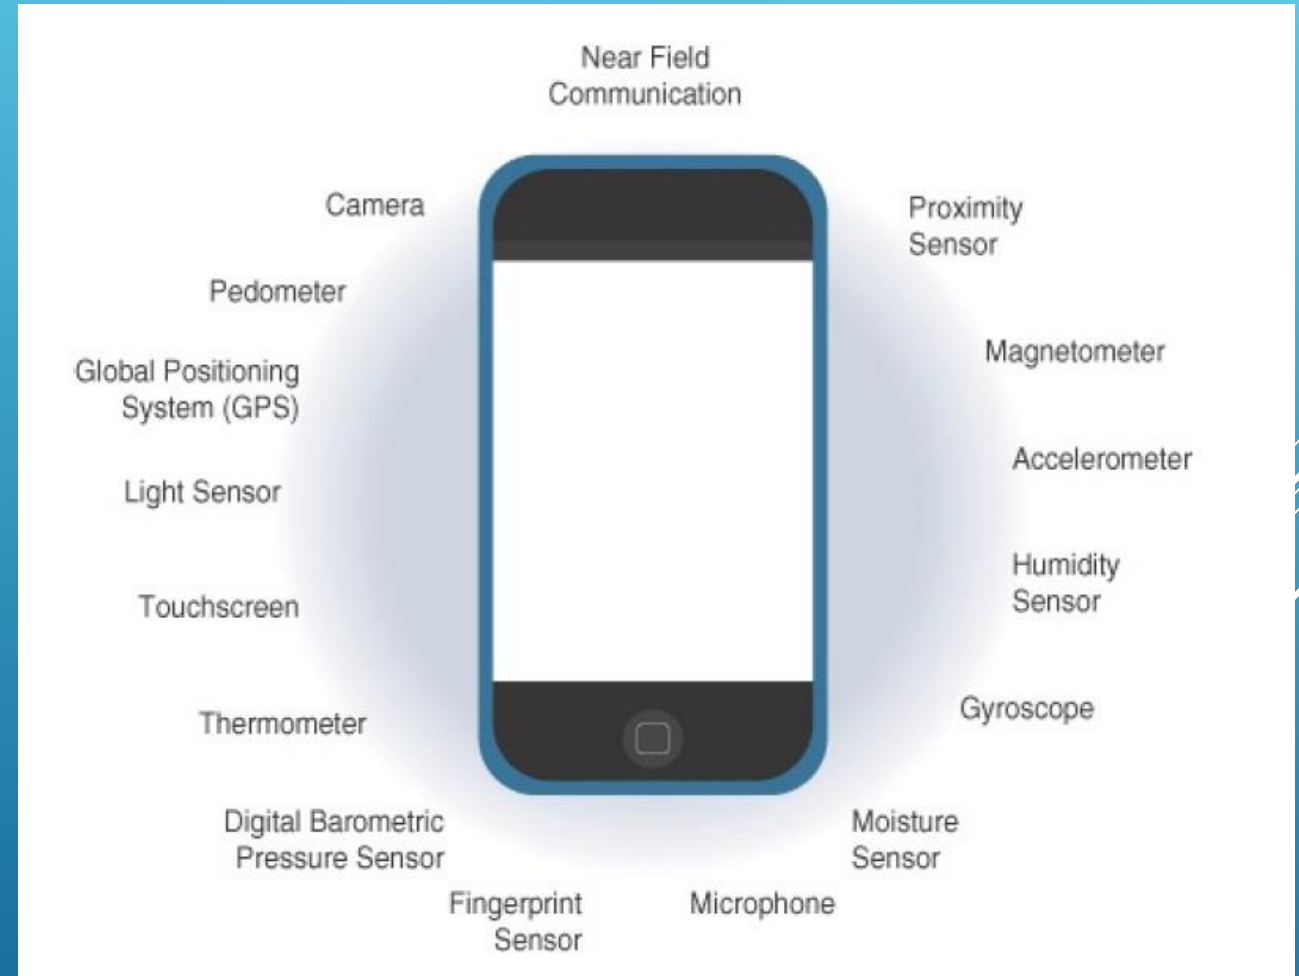 Near Field
Communication
Camera
Proximity
Sensor
Pedometer
Magnetometer
Global Positioning
System (GPS)
Accelerometer
Light Sensor
Humidity
Sensor
Touchscreen
Gyroscope
Thermometer
Digital Barometric
Pressure Sensor
Moisture
Sensor
Fingerprint
Sensor
Microphone